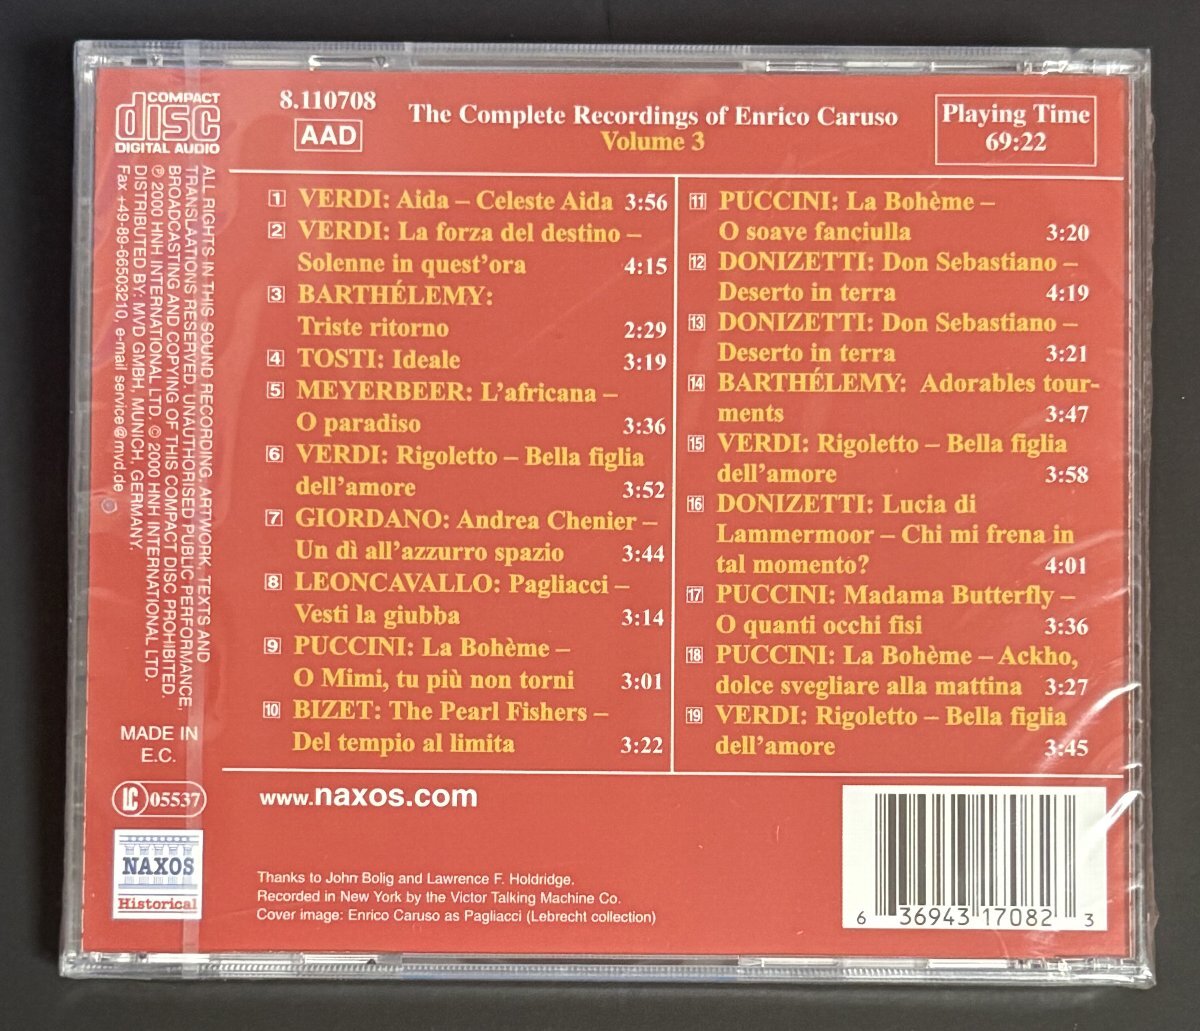 COMPACT
disc
DIGITAL AUDIO
8.110708
AAD
The Complete Recordings of Enrico Caruso
Volume 3
Playing Time
69:22
1 VERDI: Aida – Celeste Aida 3:56
2 VERDI: La forza del destino –
Solenne in quest'ora 4:15
3 BARTHÉLEMY:
Triste ritorno 2:29
4 TOSTI: Ideale 3:19
5 MEYERBEER: L'africana –
O paradiso 3:36
6 VERDI: Rigoletto – Bella figlia
dell'amore 3:52
7 GIORDANO: Andrea Chenier –
Un dì all'azzurro spazio 3:44
8 LEONCAVALLO: Pagliacci –
Vesti la giubba 3:14
9 PUCCINI: La Bohème –
O Mimi, tu più non torni 3:01
10 BIZET: The Pearl Fishers –
Del tempio al limita 3:22
11 PUCCINI: La Bohème –
O soave fanciulla 3:20
12 DONIZETTI: Don Sebastiano –
Deserto in terra 4:19
13 DONIZETTI: Don Sebastiano –
Deserto in terra 3:21
14 BARTHÉLEMY: Adorables tour-
ments 3:47
15 VERDI: Rigoletto – Bella figlia
dell'amore 3:58
16 DONIZETTI: Lucia di
Lammermoor – Chi mi frena in
tal momento? 4:01
17 PUCCINI: Madama Butterfly –
O quanti occhi fisi 3:36
18 PUCCINI: La Bohème – Ackho,
dolce svegliare alla mattina 3:27
19 VERDI: Rigoletto – Bella figlia
dell'amore 3:45
ALL RIGHTS IN THIS SOUND RECORDING, ARTWORK, TEXTS AND
TRANSLAATIONS RESERVED. UNAUTHORISED PUBLIC PERFORMANCE,
BROADCASTING AND COPYING OF THIS COMPACT DISC PROHIBITED.
℗ 2000 HNH INTERNATIONAL LTD. © 2000 HNH INTERNATIONAL LTD.
DISTRIBUTED BY: MVD GMBH, MUNICH, GERMANY.
Fax +49-89-66503210, e-mail service@mvd.de
MADE IN
E.C.
LC 05537
NAXOS
Historical
www.naxos.com
Thanks to John Bolig and Lawrence F. Holdridge.
Recorded in New York by the Victor Talking Machine Co.
Cover image: Enrico Caruso as Pagliacci (Lebrecht collection)
6 36943 17082 3